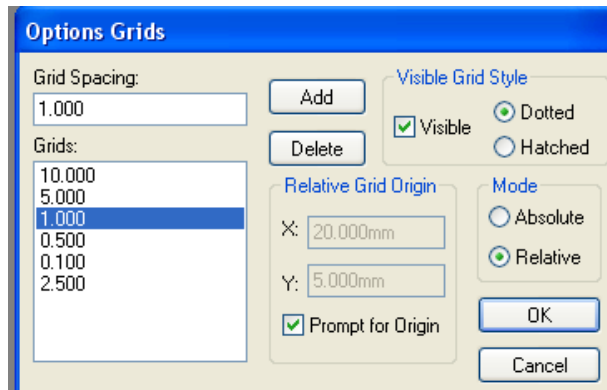 Options Grids
Grid Spacing:
1.000
Add
Delete
Grids:
10.000
5.000
1.000
0.500
0.100
2.500
Visible Grid Style
Visible
Dotted
Hatched
Relative Grid Origin
X: 20.000mm
Y: 5.000mm
Prompt for Origin
Mode
Absolute
Relative
OK
Cancel